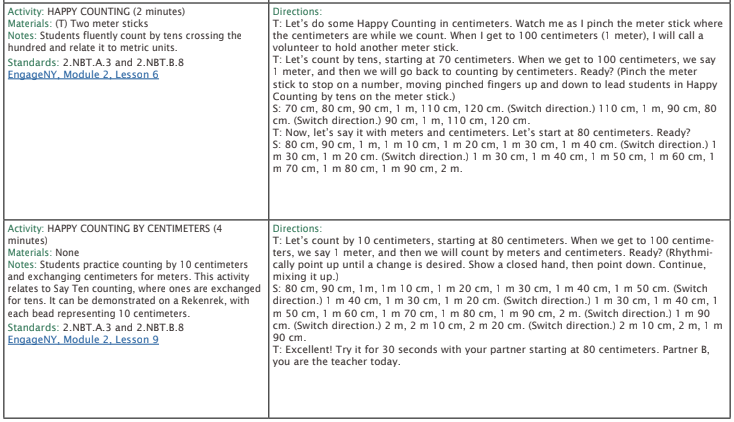 Activity: HAPPY COUNTING (2 minutes)
Materials: (T) Two meter sticks
Notes: Students fluently count by tens crossing the
hundred and relate it to metric units.
Standards: 2.NBT.A.3 and 2.NBT.B.8
EngageNY, Module 2, Lesson 6
Directions:
T: Let's do some Happy Counting in centimeters. Watch me as I pinch the meter stick where
the centimeters are while we count. When I get to 100 centimeters (1 meter), I will call a
volunteer to hold another meter stick.
T: Let's count by tens, starting at 70 centimeters. When we get to 100 centimeters, we say
1 meter, and then we will go back to counting by centimeters. Ready? (Pinch the meter
stick to stop on a number, moving pinched fingers up and down to lead students in Happy
Counting by tens on the meter stick.)
S: 70 cm, 80 cm, 90 cm, 1 m, 110 cm, 120 cm. (Switch direction.) 110 cm, 1 m, 90 cm, 80
cm. (Switch direction.) 90 cm, 1 m, 110 cm, 120 cm.
T: Now, let's say it with meters and centimeters. Let's start at 80 centimeters. Ready?
S: 80 cm, 90 cm, 1 m, 1 m 10 cm, 1 m 20 cm, 1 m 30 cm, 1 m 40 cm. (Switch direction.) 1
m 30 cm, 1 m 20 cm. (Switch direction.) 1 m 30 cm, 1 m 40 cm, 1 m 50 cm, 1 m 60 cm, 1
m 70 cm, 1 m 80 cm, 1 m 90 cm, 2 m.
Activity: HAPPY COUNTING BY CENTIMETERS (4
minutes)
Materials: None
Notes: Students practice counting by 10 centimeters
and exchanging centimeters for meters. This activity
relates to Say Ten counting, where ones are exchanged
for tens. It can be demonstrated on a Rekenrek, with
each bead representing 10 centimeters.
Standards: 2.NBT.A.3 and 2.NBT.B.8
EngageNY, Module 2, Lesson 9
Directions:
T: Let's count by 10 centimeters, starting at 80 centimeters. When we get to 100 centime-
ters, we say 1 meter, and then we will count by meters and centimeters. Ready? (Rhythmi-
cally point up until a change is desired. Show a closed hand, then point down. Continue,
mixing it up.)
S: 80 cm, 90 cm, 1m, 1m 10 cm, 1 m 20 cm, 1 m 30 cm, 1 m 40 cm, 1 m 50 cm. (Switch
direction.) 1 m 40 cm, 1 m 30 cm, 1 m 20 cm. (Switch direction.) 1 m 30 cm, 1 m 40 cm, 1
m 50 cm, 1 m 60 cm, 1 m 70 cm, 1 m 80 cm, 1 m 90 cm, 2 m. (Switch direction.) 1 m 90
cm. (Switch direction.) 2 m, 2 m 10 cm, 2 m 20 cm. (Switch direction.) 2 m 10 cm, 2 m, 1 m
90 cm.
T: Excellent! Try it for 30 seconds with your partner starting at 80 centimeters. Partner B,
you are the teacher today.